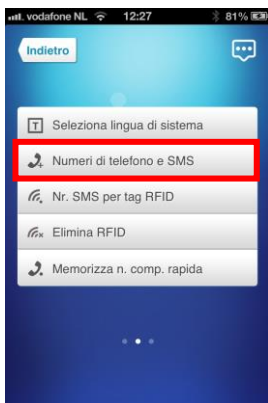 vodafone NL 12:27 81%
Indietro
T Seleziona lingua di sistema
Numeri di telefono e SMS
Nr. SMS per tag RFID
Elimina RFID
Memorizza n. comp. rapida